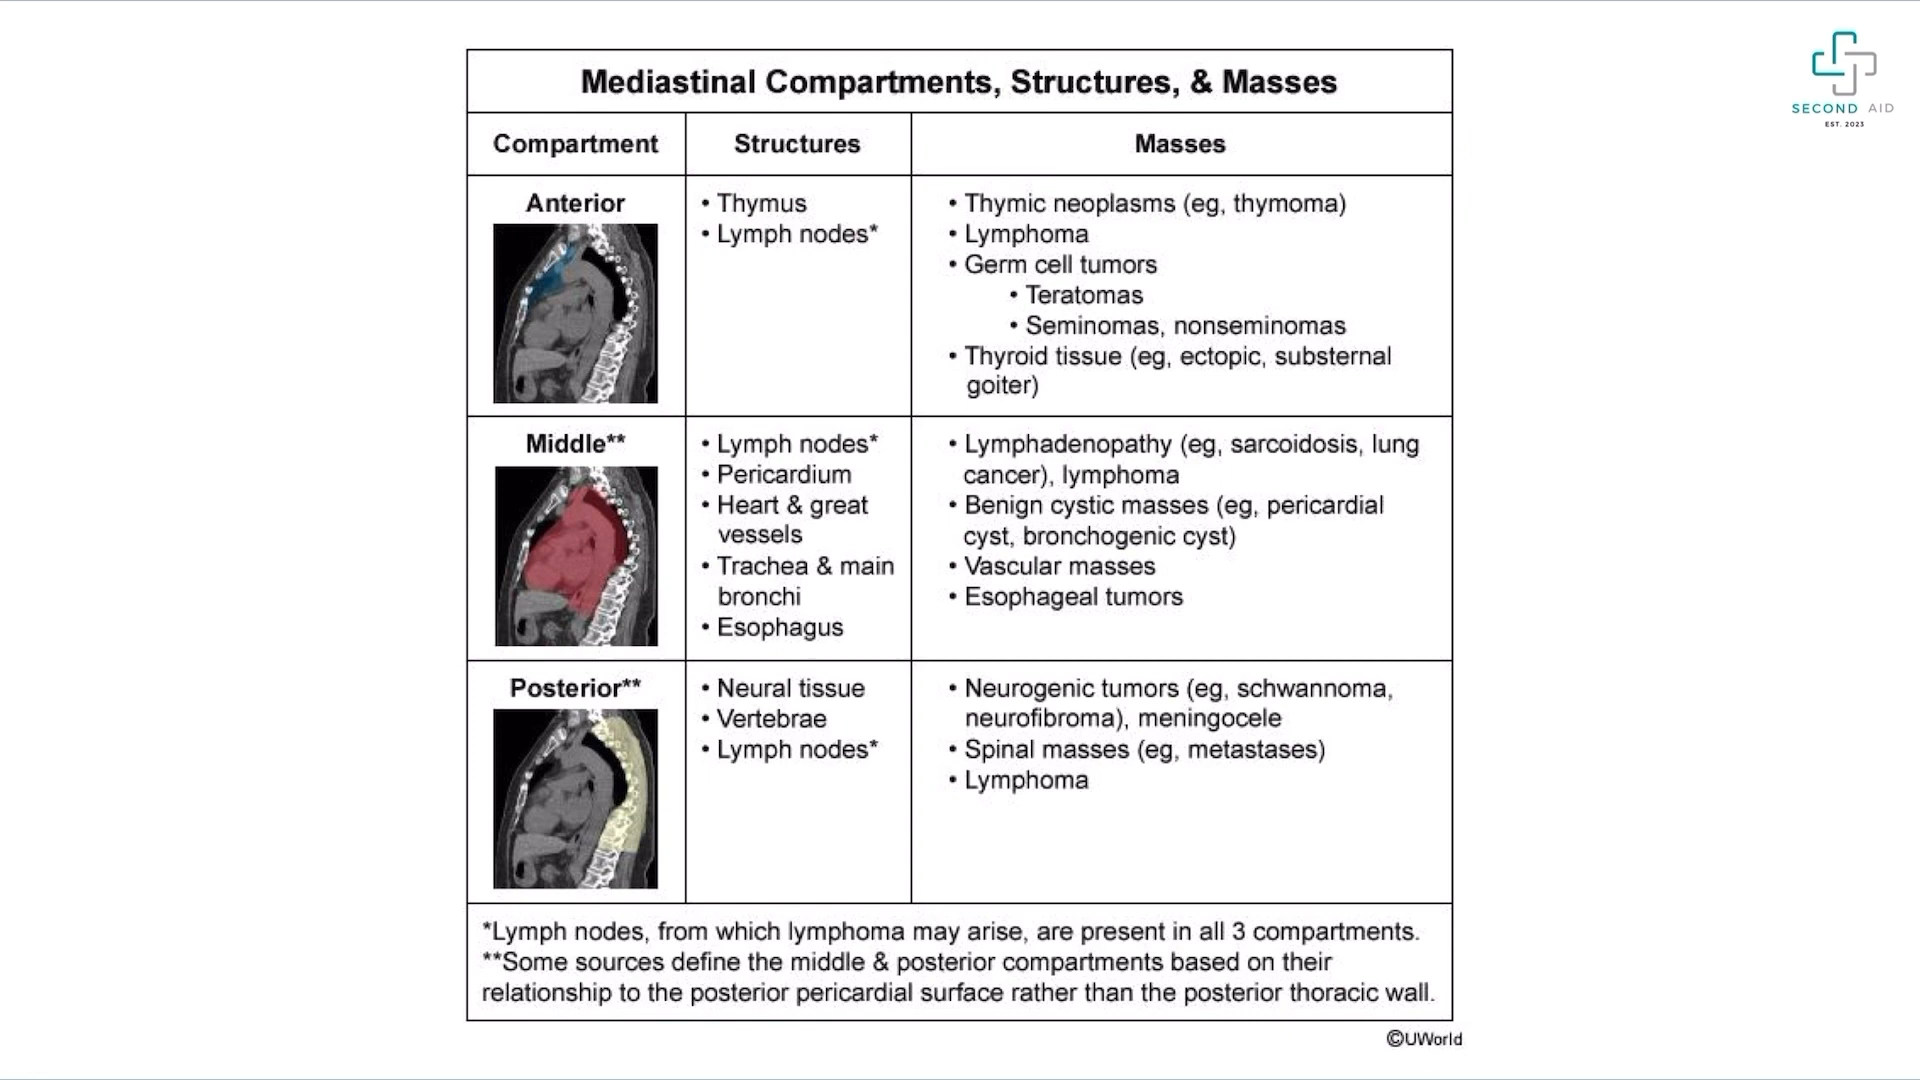 SECOND AID
EST. 2023
Mediastinal Compartments, Structures, & Masses
Compartment
Structures
Masses
Anterior
• Thymus
• Lymph nodes*
• Thymic neoplasms (eg, thymoma)
• Lymphoma
• Germ cell tumors
• Teratomas
• Seminomas, nonseminomas
• Thyroid tissue (eg, ectopic, substernal
goiter)
Middle**
• Lymph nodes*
• Pericardium
• Heart & great
vessels
• Trachea & main
bronchi
• Esophagus
• Lymphadenopathy (eg, sarcoidosis, lung
cancer), lymphoma
• Benign cystic masses (eg, pericardial
cyst, bronchogenic cyst)
• Vascular masses
• Esophageal tumors
Posterior**
• Neural tissue
• Vertebrae
• Lymph nodes*
• Neurogenic tumors (eg, schwannoma,
neurofibroma), meningocele
• Spinal masses (eg, metastases)
• Lymphoma
*Lymph nodes, from which lymphoma may arise, are present in all 3 compartments.
**Some sources define the middle & posterior compartments based on their
relationship to the posterior pericardial surface rather than the posterior thoracic wall.
©UWorld